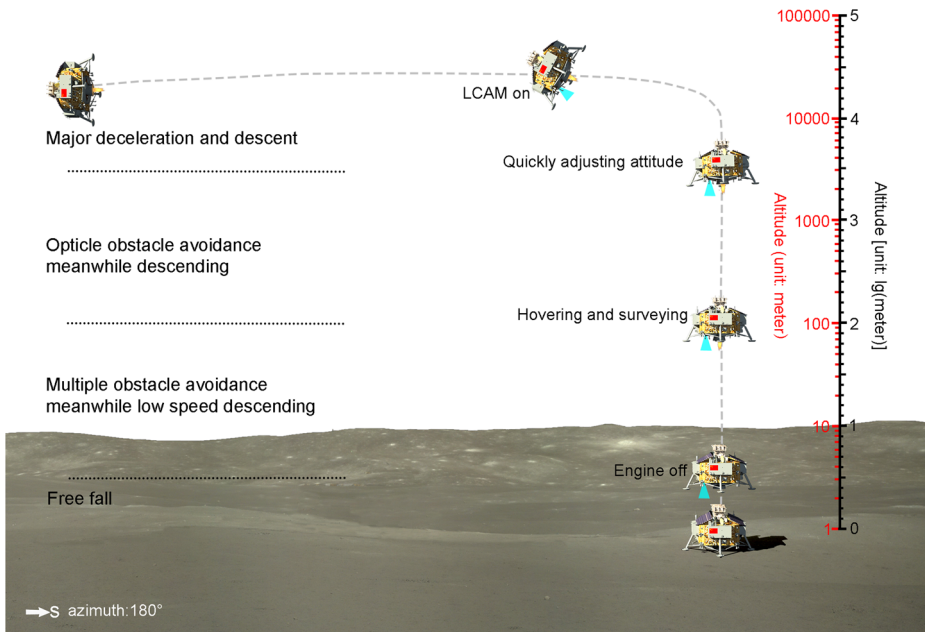 100000
5
LCAM on
10000
4
Major deceleration and descent
Quickly adjusting attitude
1000
3
Opticle obstacle avoidance
meanwhile descending
Altitude (unit: meter)
Altitude [unit: lg(meter)]
Hovering and surveying
100
2
Multiple obstacle avoidance
meanwhile low speed descending
10
1
Engine off
Free fall
1
0
S azimuth:180°